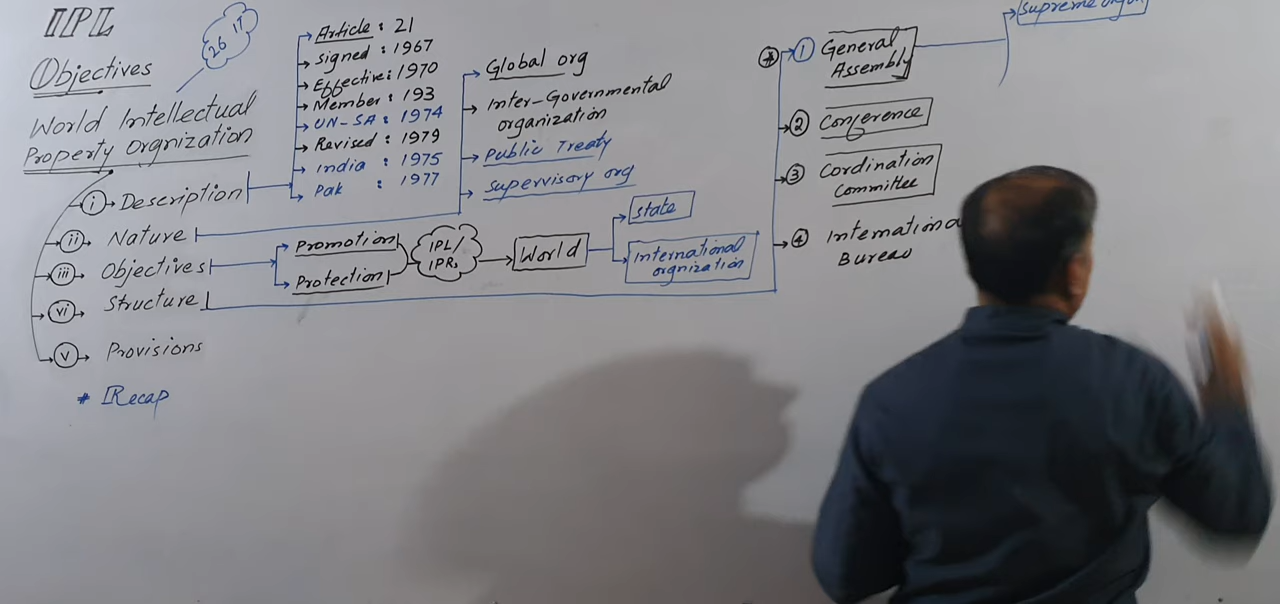 IPL
① Objectives
26 17
World Intellectual
Property Orgnization
i Description
ii Nature
iii Objectives
vi Structure
v Provisions
* Recap
Article : 21
signed : 1967
Effective : 1970
Member : 193
UN-SA : 1974
Revised : 1979
India : 1975
Pak : 1977
Global org
Inter-Governmental
organization
Public Treaty
Supervisory org
Promotion
Protection
IPL/
IPRs
World
State
International
orgnization
*
① General
Assembly
② Conference
③ Cordination
Committee
④ Internationa
Bureau
Supreme organ